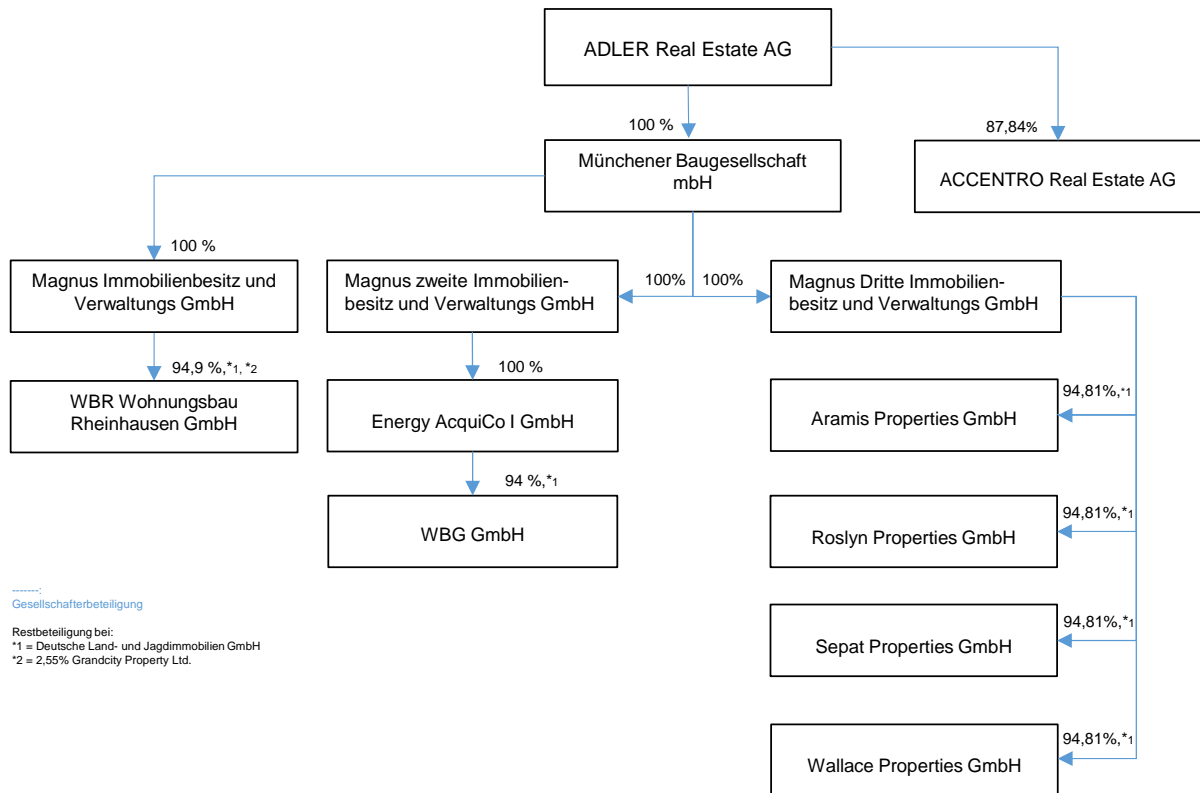 ADLER Real Estate AG
100 %
87,84%
Münchener Baugesellschaft
mbH
ACCENTRO Real Estate AG
100 %
Magnus Immobilienbesitz und
Verwaltungs GmbH
Magnus zweite Immobilien-
besitz und Verwaltungs GmbH
100%
100%
Magnus Dritte Immobilien-
besitz und Verwaltungs GmbH
94,9 %,*1, *2
100 %
WBR Wohnungsbau
Rheinhausen GmbH
Energy AcquiCo I GmbH
94,81%,*1
Aramis Properties GmbH
94 %,*1
WBG GmbH
94,81%,*1
Roslyn Properties GmbH
-------:
Gesellschafterbeteiligung
Restbeteiligung bei:
*1 = Deutsche Land- und Jagdimmobilien GmbH
*2 = 2,55% Grandcity Property Ltd.
94,81%,*1
Sepat Properties GmbH
94,81%,*1
Wallace Properties GmbH